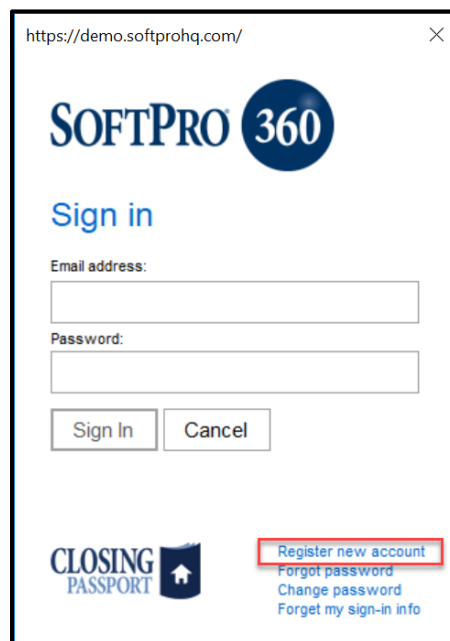 https://demo.softprohq.com/
SOFTPRO 360
Sign in
Email address:
Password:
Sign In
Cancel
CLOSING
PASSPORT
Register new account
Forgot password
Change password
Forget my sign-in info